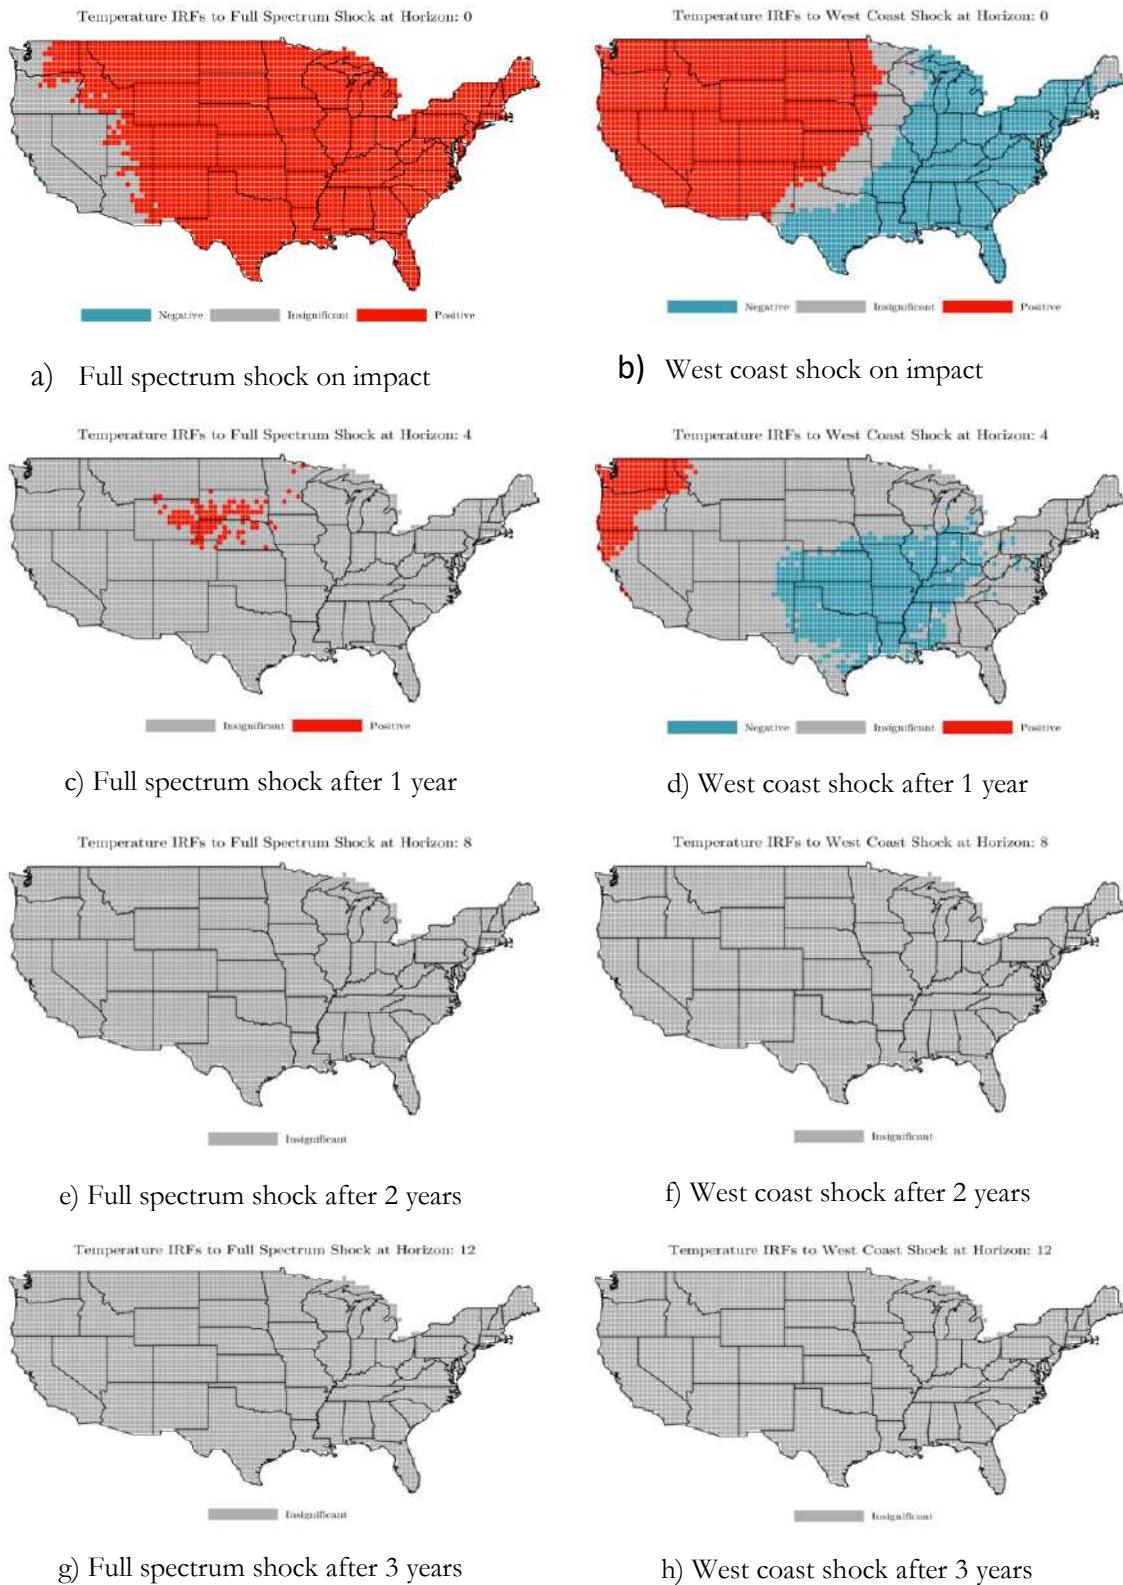 Temperature IRFs to Full Spectrum Shock at Horizon: 0
Negative Insignificant Positive
a) Full spectrum shock on impact
Temperature IRFs to West Coast Shock at Horizon: 0
Negative Insignificant Positive
b) West coast shock on impact
Temperature IRFs to Full Spectrum Shock at Horizon: 4
Insignificant Positive
c) Full spectrum shock after 1 year
Temperature IRFs to West Coast Shock at Horizon: 4
Negative Insignificant Positive
d) West coast shock after 1 year
Temperature IRFs to Full Spectrum Shock at Horizon: 8
Insignificant
e) Full spectrum shock after 2 years
Temperature IRFs to West Coast Shock at Horizon: 8
Insignificant
f) West coast shock after 2 years
Temperature IRFs to Full Spectrum Shock at Horizon: 12
Insignificant
g) Full spectrum shock after 3 years
Temperature IRFs to West Coast Shock at Horizon: 12
Insignificant
h) West coast shock after 3 years